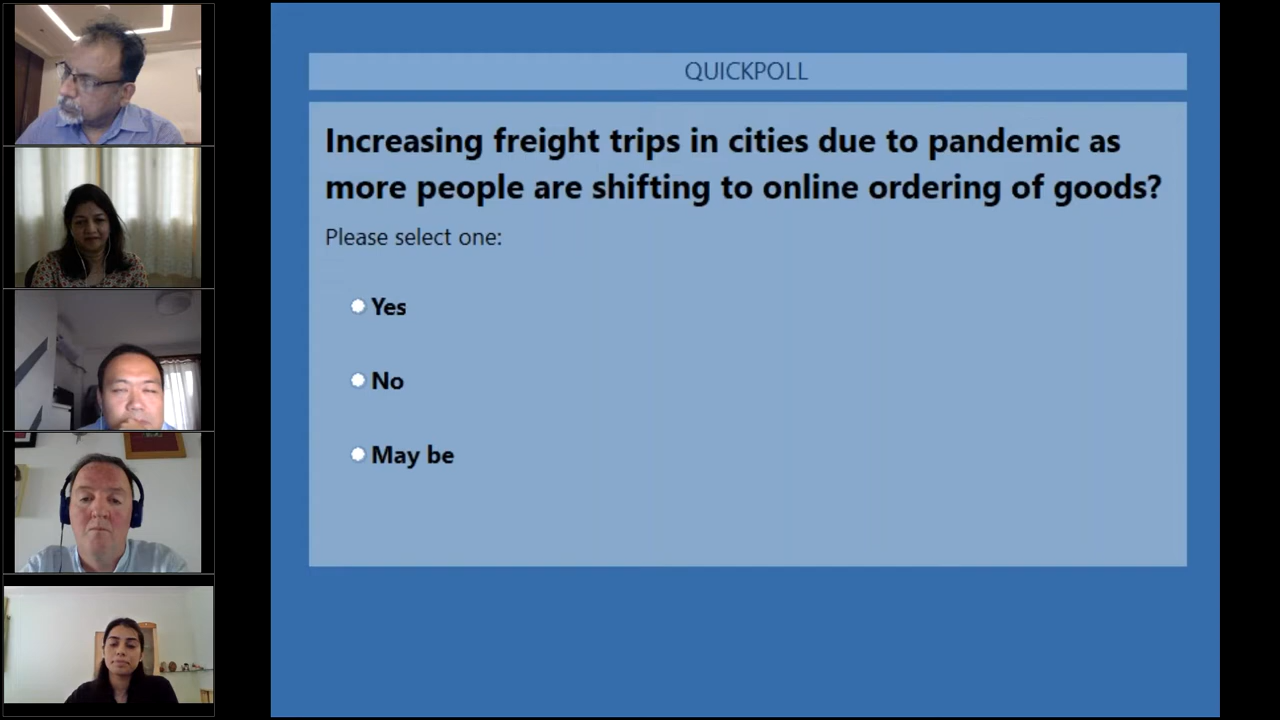 QUICKPOLL
Increasing freight trips in cities due to pandemic as
more people are shifting to online ordering of goods?
Please select one:
Yes
No
May be